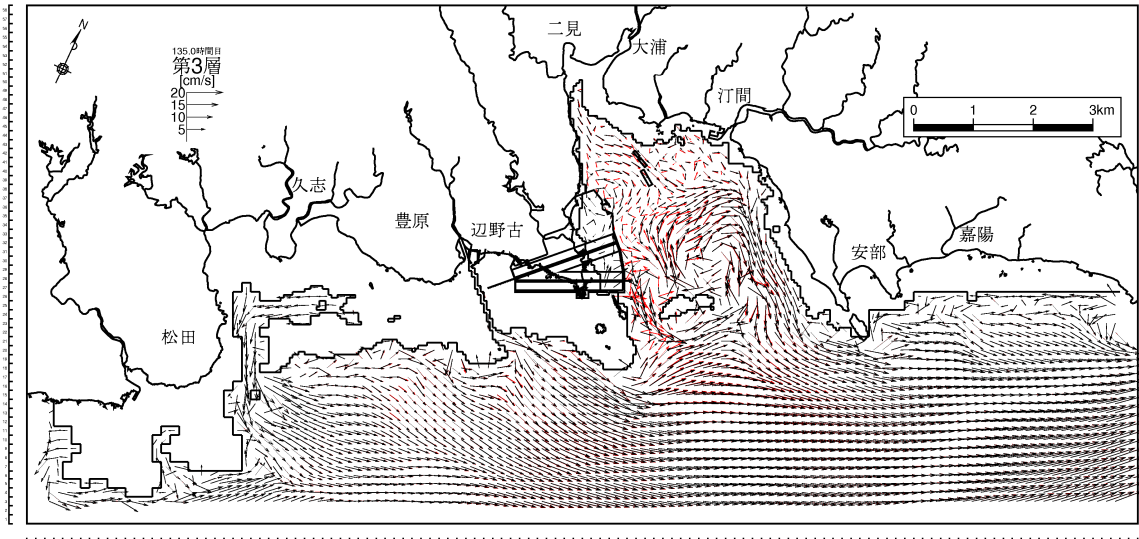 N
135.0時間目
第3層
[cm/s]
20
15
10
5
二見
大浦
汀間
0 1 2 3km
久志
豊原
辺野古
安部
嘉陽
松田